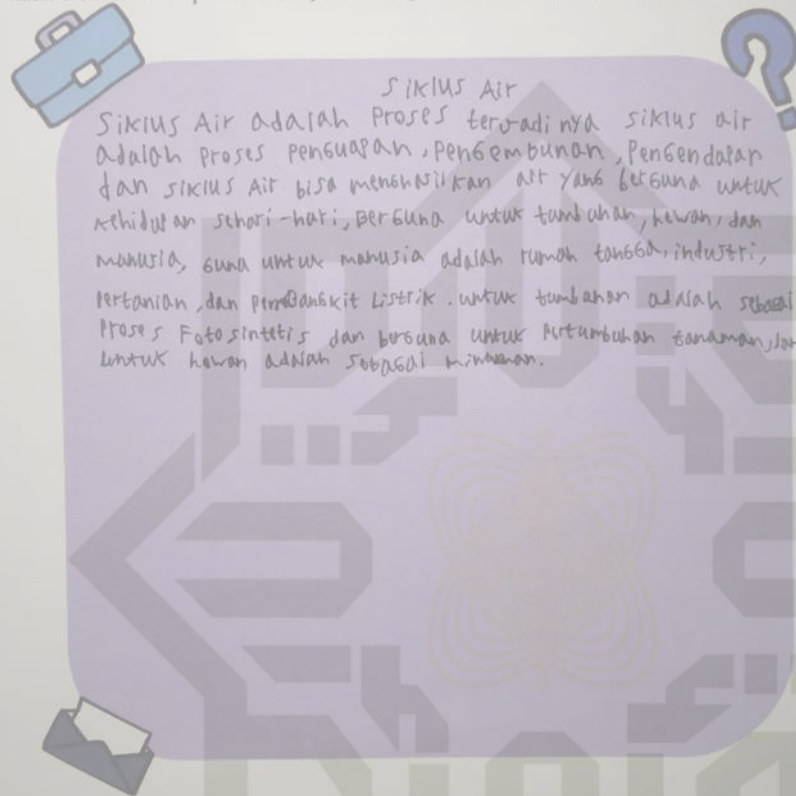 Siklus Air
Siklus Air adalah Proses terjadi nya siklus air
adalah proses penguapan, pengembunan, Pengendapan
dan siklus Air bisa menghasilkan air yang berguna untuk
kehidupan sehari-hari, berguna untuk tumbuhan, hewan, dan
manusia, guna untuk manusia adalah rumah tangga, industri,
Pertanian, dan pembangkit Listrik. untuk tumbuhan adalah sebagai
Proses Fotosintetis dan berguna untuk Pertumbuhan tanaman, dan
untuk hewan adalah sebagai minuman.